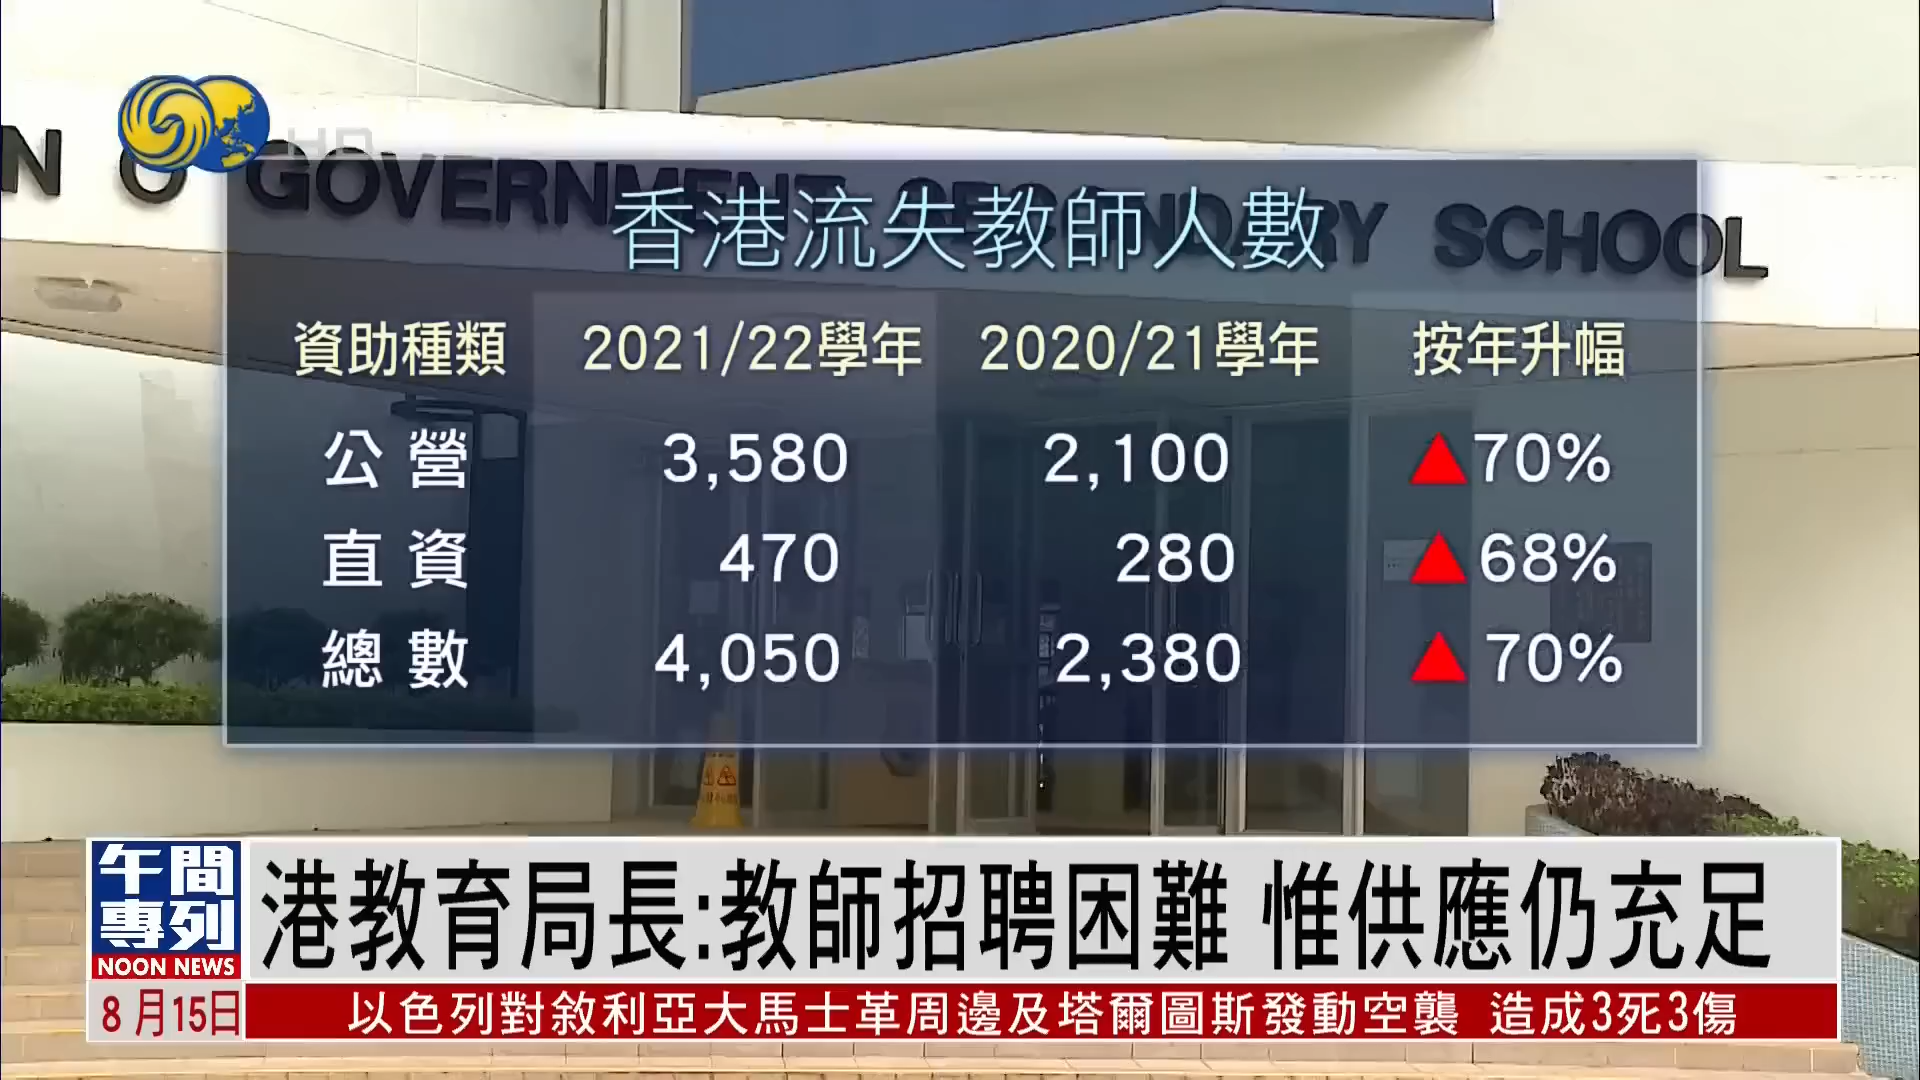 HD
N O GOVERNMENT SECONDARY SCHOOL
香港流失教師人數
資助種類 2021/22學年 2020/21學年 按年升幅
公營 3,580 2,100 ▲70%
直資 470 280 ▲68%
總數 4,050 2,380 ▲70%
午間
專列
NOON NEWS
港教育局長:教師招聘困難 惟供應仍充足
8月15日 以色列對敘利亞大馬士革周邊及塔爾圖斯發動空襲 造成3死3傷